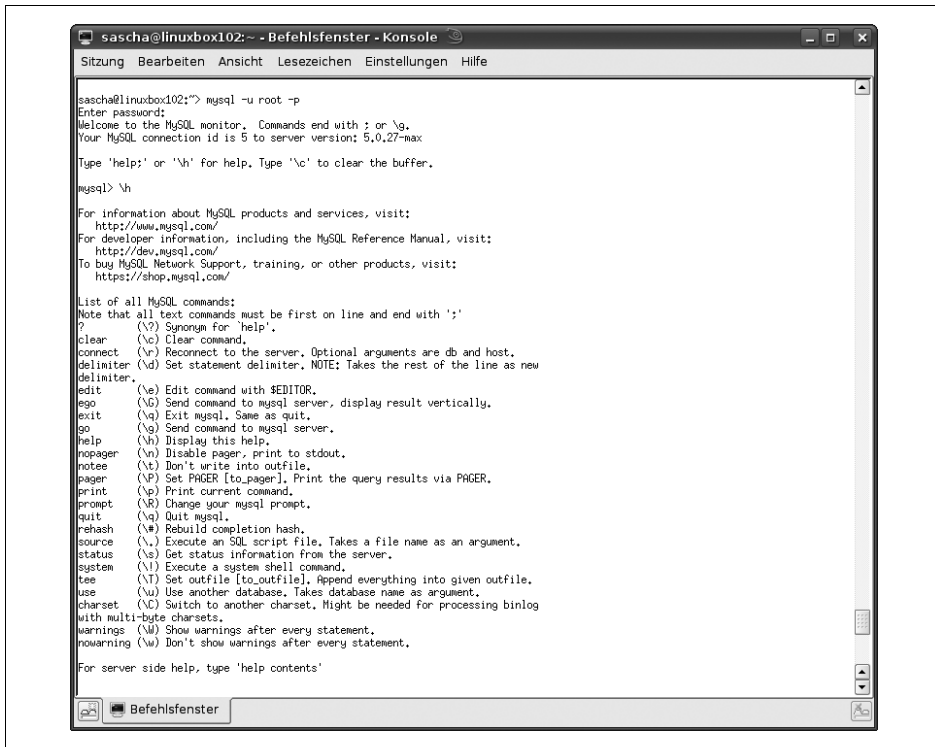 sascha@linuxbox102:~ - Befehlsfenster - Konsole
Sitzung Bearbeiten Ansicht Lesezeichen Einstellungen Hilfe
sascha@linuxbox102:~> mysql -u root -p
Enter password:
Welcome to the MySQL monitor.  Commands end with ; or \g.
Your MySQL connection id is 5 to server version: 5.0.27-max
Type 'help;' or '\h' for help. Type '\c' to clear the buffer.
mysql> \h
For information about MySQL products and services, visit:
   http://www.mysql.com/
For developer information, including the MySQL Reference Manual, visit:
   http://dev.mysql.com/
To buy MySQL Network Support, training, or other products, visit:
   https://shop.mysql.com/
List of all MySQL commands:
Note that all text commands must be first on line and end with ';'
?         (\?) Synonym for `help'.
clear     (\c) Clear command.
connect   (\r) Reconnect to the server. Optional arguments are db and host.
delimiter (\d) Set statement delimiter. NOTE: Takes the rest of the line as new
delimiter.
edit      (\e) Edit command with $EDITOR.
ego       (\G) Send command to mysql server, display result vertically.
exit      (\q) Exit mysql. Same as quit.
go        (\g) Send command to mysql server.
help      (\h) Display this help.
nopager   (\n) Disable pager, print to stdout.
notee     (\t) Don't write into outfile.
pager     (\P) Set PAGER [to_pager]. Print the query results via PAGER.
print     (\p) Print current command.
prompt    (\R) Change your mysql prompt.
quit      (\q) Quit mysql.
rehash    (\#) Rebuild completion hash.
source    (\.) Execute an SQL script file. Takes a file name as an argument.
status    (\s) Get status information from the server.
system    (\!) Execute a system shell command.
tee       (\T) Set outfile [to_outfile]. Append everything into given outfile.
use       (\u) Use another database. Takes database name as argument.
charset   (\C) Switch to another charset. Might be needed for processing binlog
with multi-byte charsets.
warnings  (\W) Show warnings after every statement.
nowarning (\w) Don't show warnings after every statement.
For server side help, type 'help contents'
Befehlsfenster